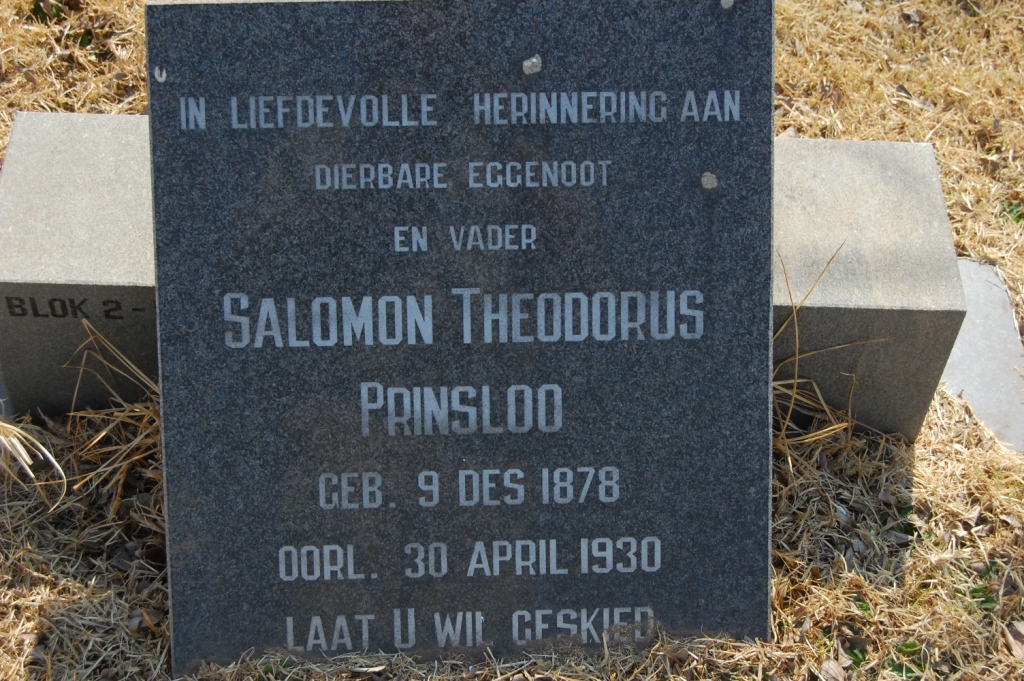 IN LIEFDEVOLLE HERINNERING AAN
DIERBARE EGGENOOT
EN VADER
SALOMON THEODORUS
PRINSLOO
GEB. 9 DES 1878
OORL. 30 APRIL 1930
LAAT U WIL GESKIED
BLOK 2 -